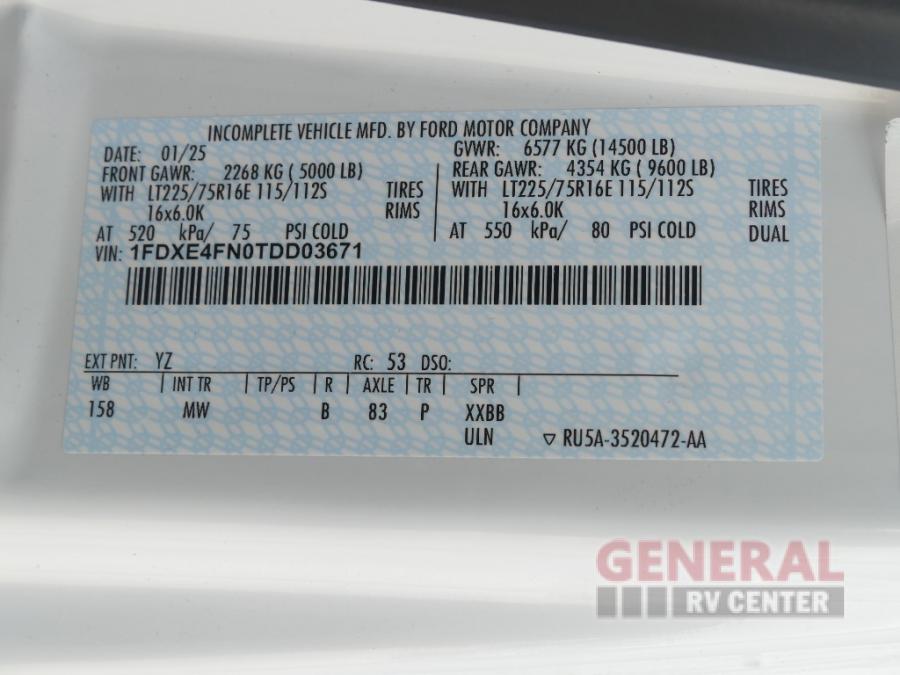 INCOMPLETE VEHICLE MFD. BY FORD MOTOR COMPANY
DATE: 01/25 GVWR: 6577 KG (14500 LB)
FRONT GAWR: 2268 KG ( 5000 LB) REAR GAWR: 4354 KG ( 9600 LB)
WITH LT225/75R16E 115/112S TIRES WITH LT225/75R16E 115/112S TIRES
16x6.0K RIMS 16x6.0K RIMS
AT 520 kPa/ 75 PSI COLD AT 550 kPa/ 80 PSI COLD DUAL
VIN: 1FDXE4FN0TDD03671
EXT PNT: YZ RC: 53 DSO:
WB INT TR TP/PS R AXLE TR SPR
158 MW B 83 P XXBB
ULN ▽ RU5A-3520472-AA
GENERAL
RV CENTER